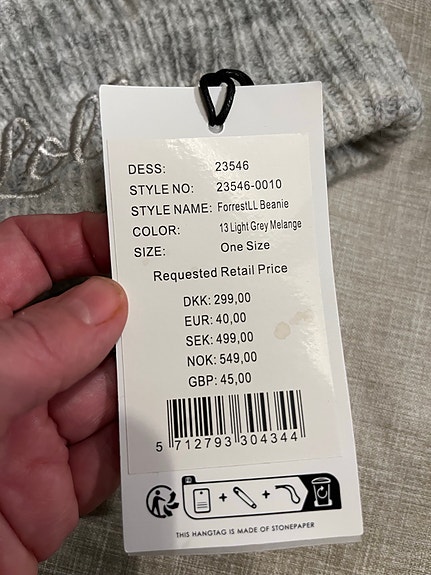 DESS: 23546
STYLE NO: 23546-0010
STYLE NAME: ForrestLL Beanie
COLOR: 13 Light Grey Melange
SIZE: One Size
Requested Retail Price
DKK: 299,00
EUR: 40,00
SEK: 499,00
NOK: 549,00
GBP: 45,00
5 712793 304344
THIS HANGTAG IS MADE OF STONEPAPER